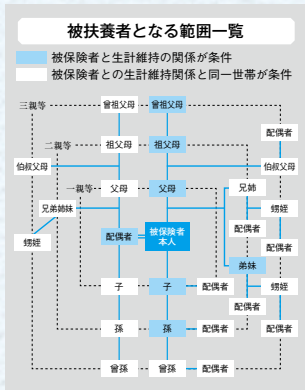 被扶養者となる範囲一覧
被保険者と生計維持の関係が条件
被保険者との生計維持関係と同一世帯が条件
三親等
曾祖父母
曾祖父母
配偶者
二親等
祖父母
祖父母
伯叔父母
伯叔父母
一親等
父母
父母
兄姉
配偶者
甥姪
兄弟姉妹
配偶者
被保険者
本人
配偶者
甥姪
弟妹
子
子
配偶者
甥姪
配偶者
孫
孫
配偶者
配偶者
曾孫
曾孫
配偶者